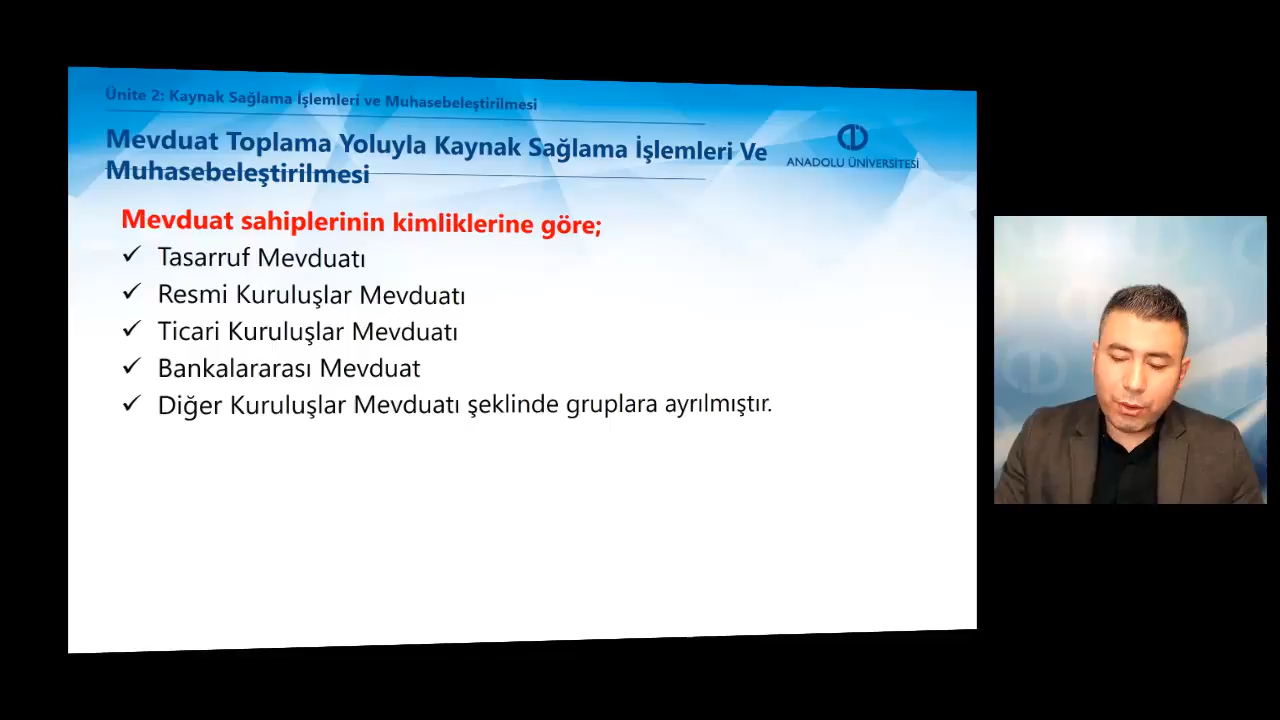 Ünite 2: Kaynak Sağlama İşlemleri ve Muhasebeleştirilmesi
Mevduat Toplama Yoluyla Kaynak Sağlama İşlemleri Ve
Muhasebeleştirilmesi
ANADOLU ÜNİVERSİTESİ
Mevduat sahiplerinin kimliklerine göre;
✓ Tasarruf Mevduatı
✓ Resmi Kuruluşlar Mevduatı
✓ Ticari Kuruluşlar Mevduatı
✓ Bankalararası Mevduat
✓ Diğer Kuruluşlar Mevduatı şeklinde gruplara ayrılmıştır.